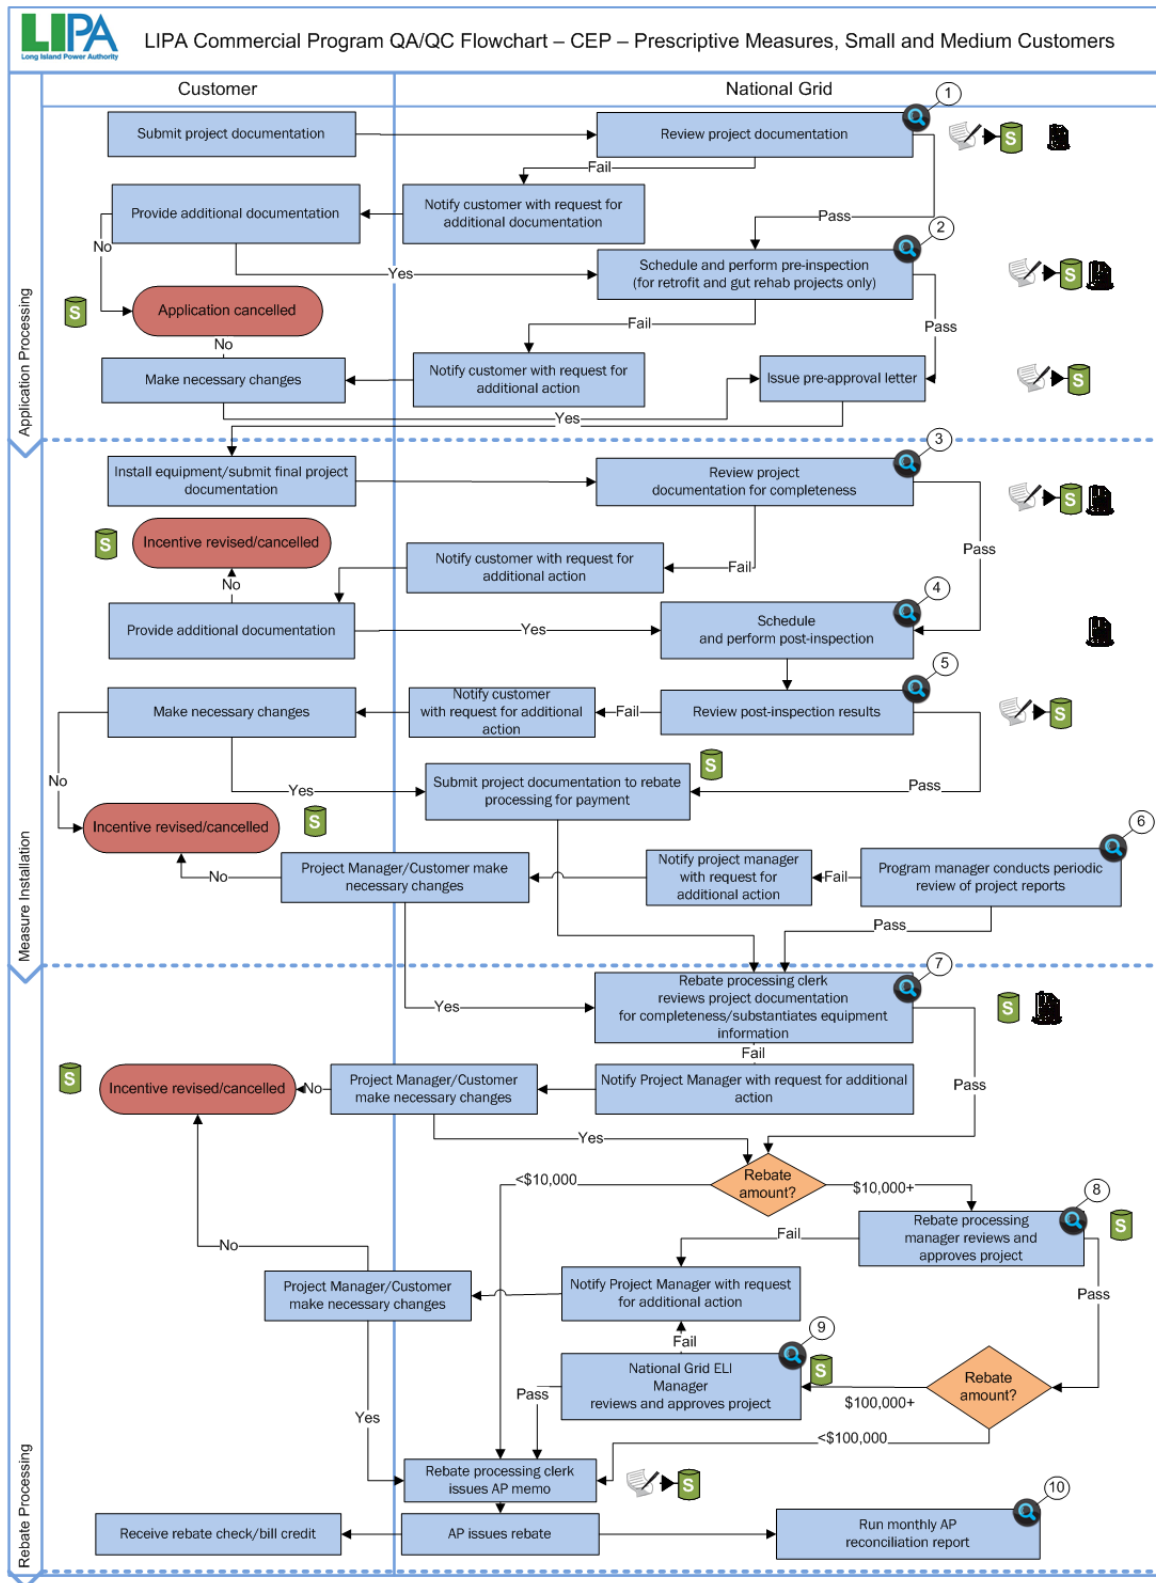 LIPA
Long Island Power Authority
LIPA Commercial Program QA/QC Flowchart – CEP – Prescriptive Measures, Small and Medium Customers
Customer
National Grid
Application Processing
1
Submit project documentation
Review project documentation
S
Fail
Provide additional documentation
Notify customer with request for
additional documentation
Pass
2
No
Yes
Schedule and perform pre-inspection
(for retrofit and gut rehab projects only)
S
S
Application cancelled
Fail
Pass
No
Make necessary changes
Notify customer with request for
additional action
Issue pre-approval letter
S
Yes
Measure Installation
3
Install equipment/submit final project
documentation
Review project
documentation for completeness
S
S
Incentive revised/cancelled
Notify customer with request for
additional action
Fail
Pass
No
4
Provide additional documentation
Yes
Schedule
and perform post-inspection
5
Make necessary changes
Notify customer
with request for additional
action
Fail
Review post-inspection results
S
No
Yes
Submit project documentation to rebate
processing for payment
S
Pass
Incentive revised/cancelled
S
6
No
Project Manager/Customer make
necessary changes
Notify project manager
with request for
additional action
Fail
Program manager conducts periodic
review of project reports
Pass
Rebate Processing
7
Yes
Rebate processing clerk
reviews project documentation
for completeness/substantiates equipment
information
S
Fail
S
Incentive revised/cancelled
No
Project Manager/Customer
make necessary changes
Notify Project Manager with request for additional
action
Pass
Yes
<$10,000
Rebate
amount?
$10,000+
8
Rebate processing
manager reviews and
approves project
S
Fail
No
Project Manager/Customer
make necessary changes
Notify Project Manager with request
for additional action
Pass
9
Fail
National Grid ELI
Manager
reviews and approves project
S
Rebate
amount?
Pass
$100,000+
Yes
<$100,000
Rebate processing clerk
issues AP memo
S
10
Receive rebate check/bill credit
AP issues rebate
Run monthly AP
reconciliation report